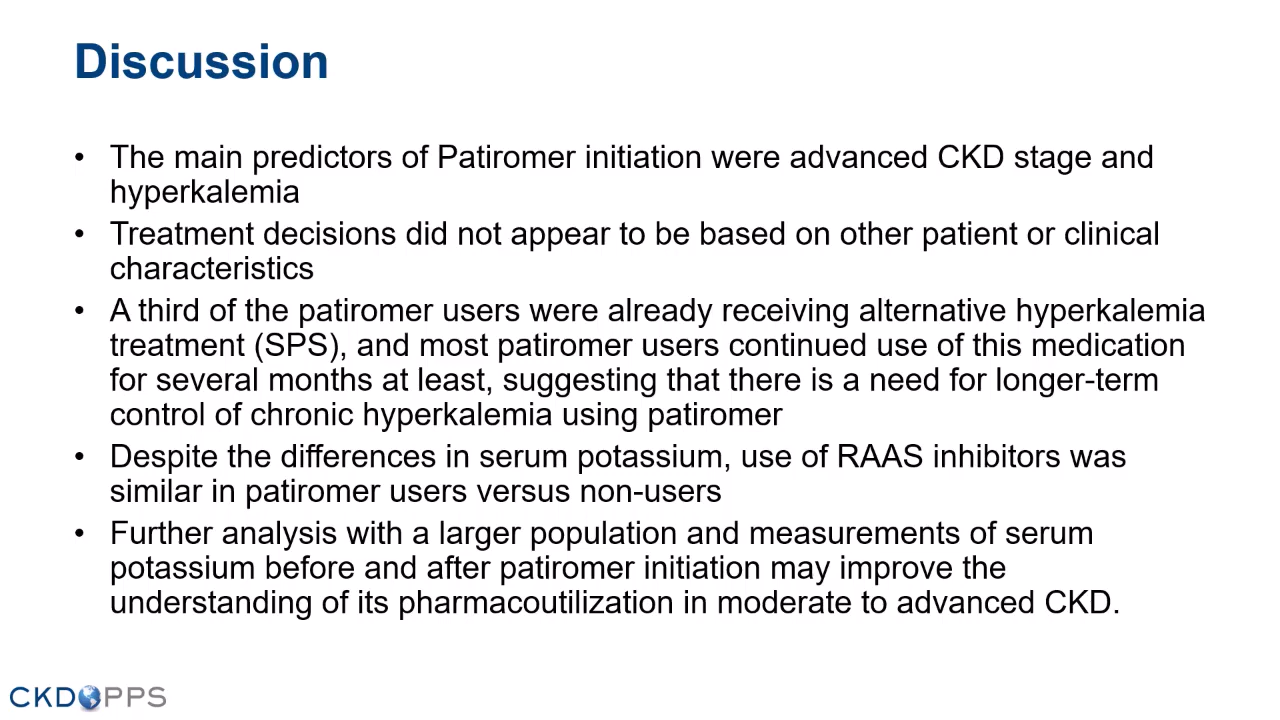 Discussion
• The main predictors of Patiromer initiation were advanced CKD stage and
hyperkalemia
• Treatment decisions did not appear to be based on other patient or clinical
characteristics
• A third of the patiromer users were already receiving alternative hyperkalemia
treatment (SPS), and most patiromer users continued use of this medication
for several months at least, suggesting that there is a need for longer-term
control of chronic hyperkalemia using patiromer
• Despite the differences in serum potassium, use of RAAS inhibitors was
similar in patiromer users versus non-users
• Further analysis with a larger population and measurements of serum
potassium before and after patiromer initiation may improve the
understanding of its pharmacoutilization in moderate to advanced CKD.
CKDOPPS